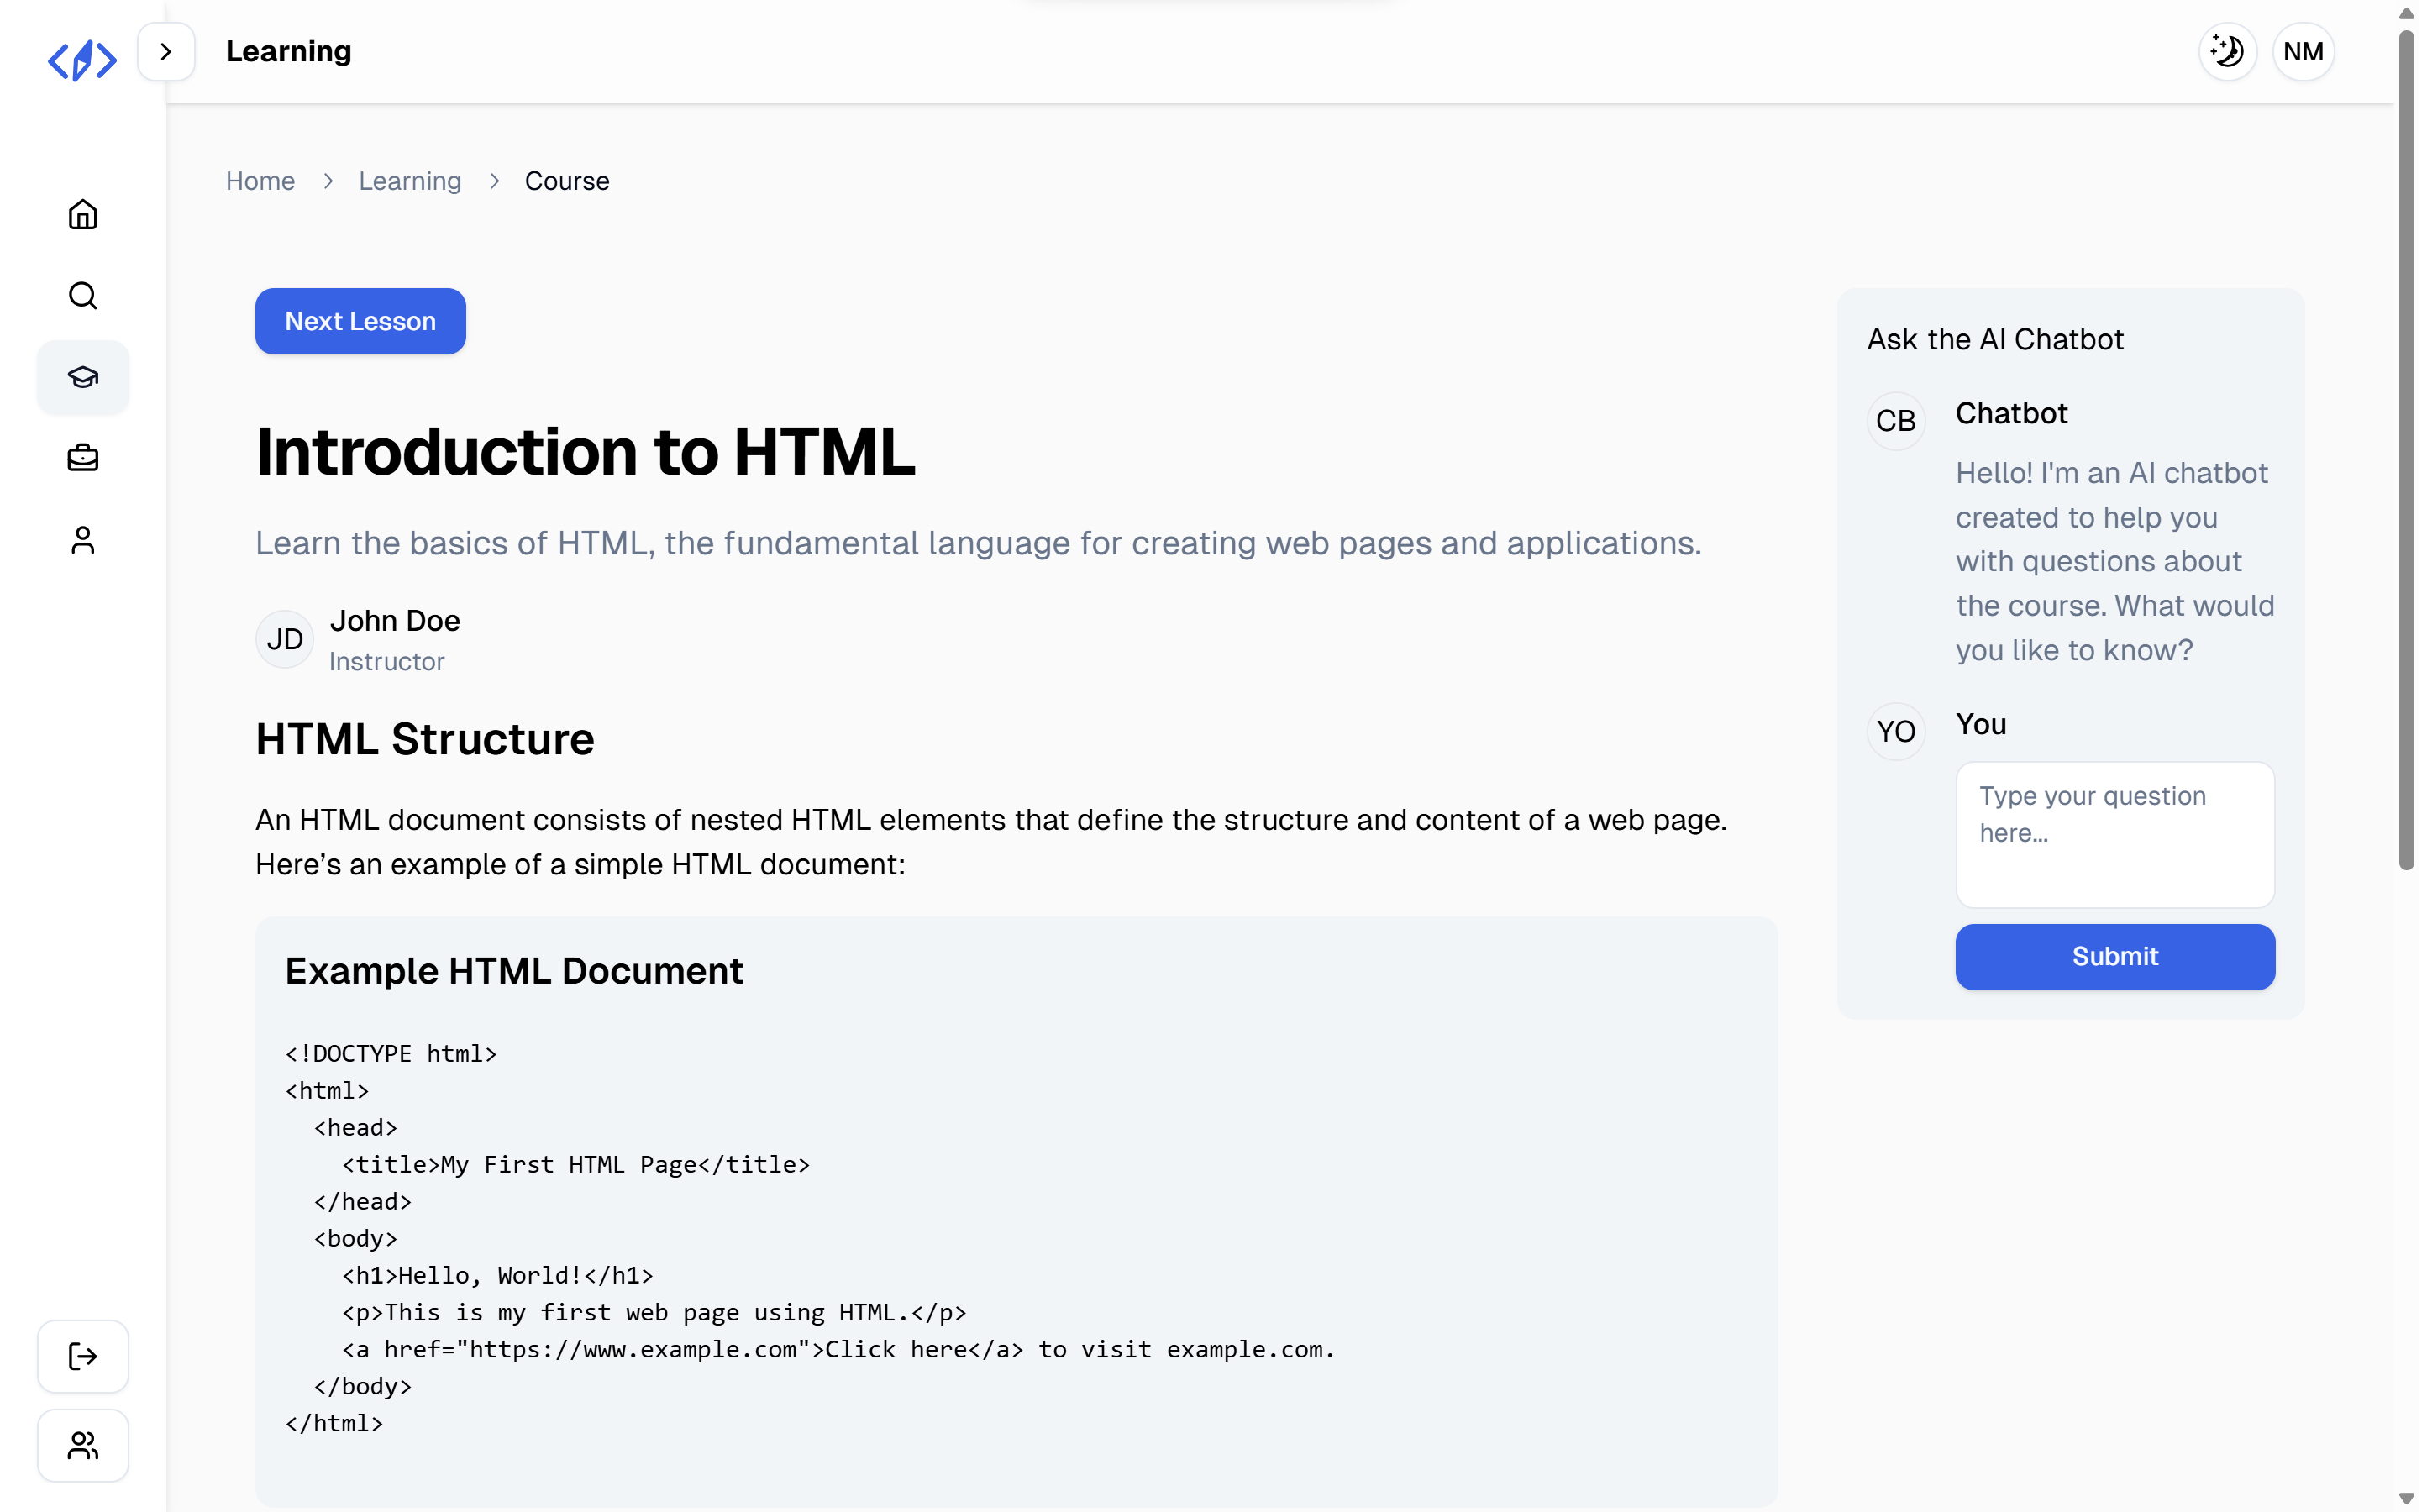 Learning
NM
Home > Learning > Course
Next Lesson
Introduction to HTML
Learn the basics of HTML, the fundamental language for creating web pages and applications.
JD
John Doe
Instructor
HTML Structure
An HTML document consists of nested HTML elements that define the structure and content of a web page.
Here’s an example of a simple HTML document:
Example HTML Document
<!DOCTYPE html>
<html>
  <head>
    <title>My First HTML Page</title>
  </head>
  <body>
    <h1>Hello, World!</h1>
    <p>This is my first web page using HTML.</p>
    <a href="https://www.example.com">Click here</a> to visit example.com.
  </body>
</html>
Ask the AI Chatbot
CB
Chatbot
Hello! I'm an AI chatbot
created to help you
with questions about
the course. What would
you like to know?
YO
You
Type your question
here...
Submit